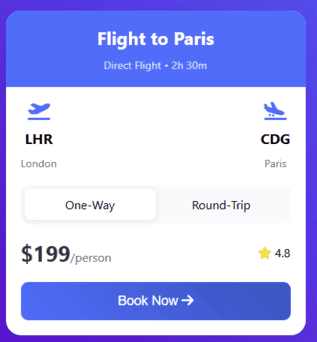 Flight to Paris
Direct Flight • 2h 30m
LHR CDG
London Paris
One-Way Round-Trip
$199/person 4.8
Book Now →